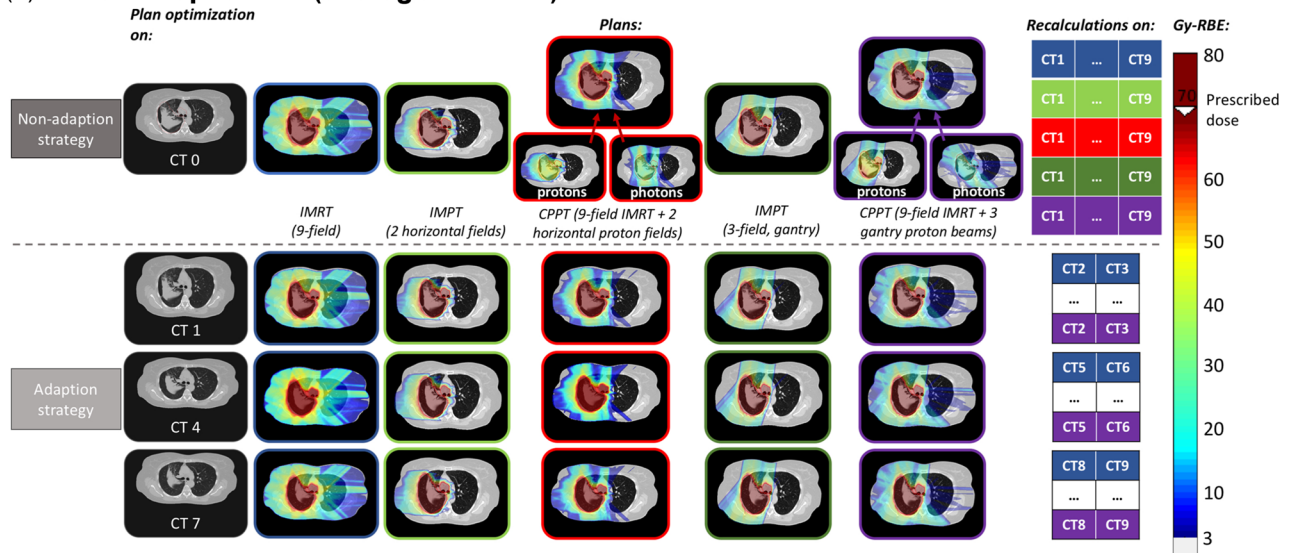 Plan optimization
on:
Plans:
Recalculations on:
Gy-RBE:
Non-adaption
strategy
CT 0
protons
photons
protons
photons
CT1 ... CT9
CT1 ... CT9
CT1 ... CT9
CT1 ... CT9
CT1 ... CT9
80
70
Prescribed
dose
60
50
40
30
20
10
3
IMRT
(9-field)
IMPT
(2 horizontal fields)
CPPT (9-field IMRT + 2
horizontal proton fields)
IMPT
(3-field, gantry)
CPPT (9-field IMRT + 3
gantry proton beams)
Adaption
strategy
CT 1
CT2 CT3
... ...
CT2 CT3
CT 4
CT5 CT6
... ...
CT5 CT6
CT 7
CT8 CT9
... ...
CT8 CT9